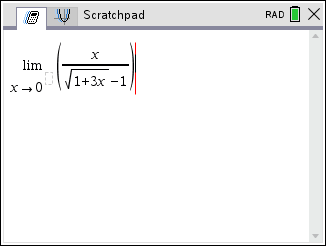 Scratchpad RAD
lim x→0 (x/(√(1+3x) -1))